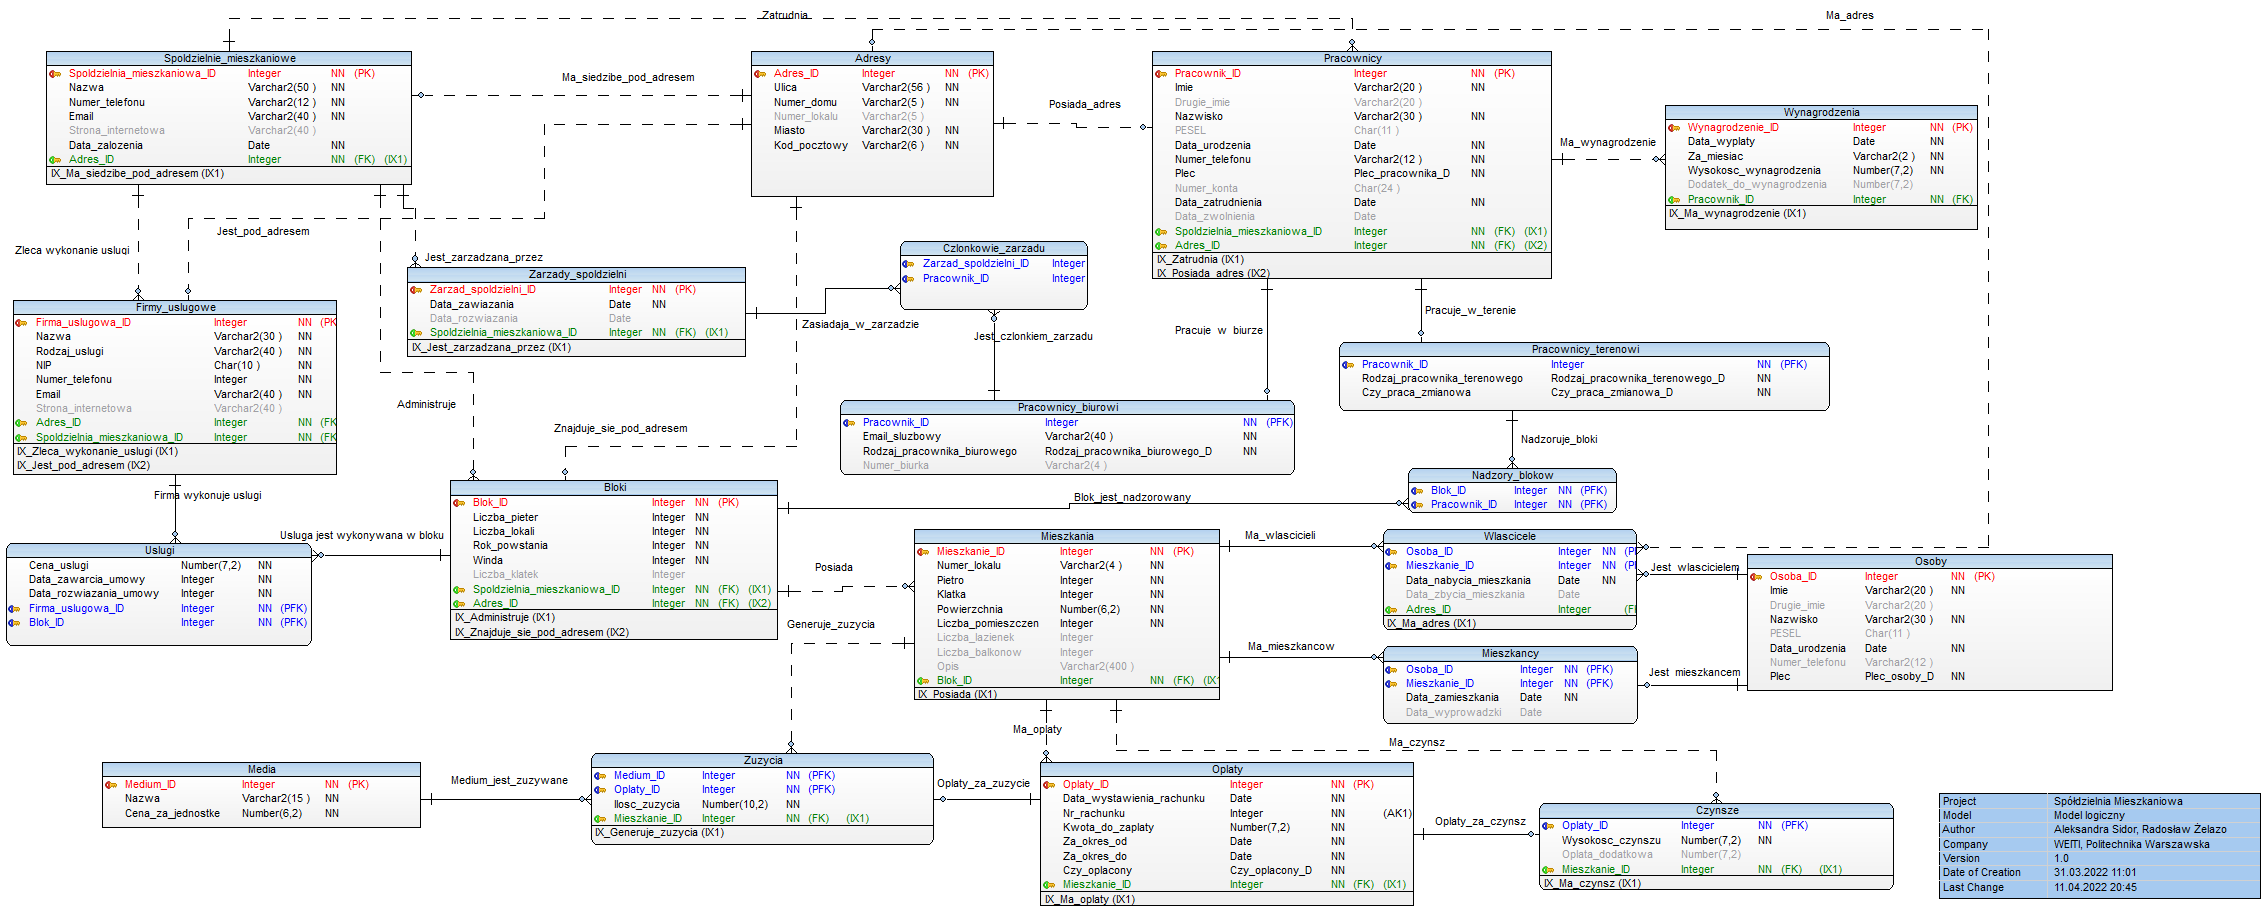 Zatrudnia
Ma_adres
Spoldzielnie_mieszkaniowe
Spoldzielnia_mieszkaniowa_ID Integer NN (PK)
Nazwa Varchar2(50 ) NN
Numer_telefonu Varchar2(12 ) NN
Email Varchar2(40 ) NN
Strona_internetowa Varchar2(40 )
Data_zalozenia Date NN
Adres_ID Integer NN (FK) (IX1)
IX_Ma_siedzibe_pod_adresem (IX1)
Ma_siedzibe_pod_adresem
Adresy
Adres_ID Integer NN (PK)
Ulica Varchar2(56 ) NN
Numer_domu Varchar2(5 ) NN
Numer_lokalu Varchar2(5 )
Miasto Varchar2(30 ) NN
Kod_pocztowy Varchar2(6 ) NN
Posiada_adres
Pracownicy
Pracownik_ID Integer NN (PK)
Imie Varchar2(20 ) NN
Drugie_imie Varchar2(20 )
Nazwisko Varchar2(30 ) NN
PESEL Char(11 )
Data_urodzenia Date NN
Numer_telefonu Varchar2(12 ) NN
Plec Plec_pracownika_D NN
Numer_konta Char(24 )
Data_zatrudnienia Date NN
Data_zwolnienia Date
Spoldzielnia_mieszkaniowa_ID Integer NN (FK) (IX1)
Adres_ID Integer NN (FK) (IX2)
IX_Zatrudnia (IX1)
IX_Posiada_adres (IX2)
Ma_wynagrodzenie
Wynagrodzenia
Wynagrodzenie_ID Integer NN (PK)
Data_wyplaty Date NN
Za_miesiac Varchar2(2 ) NN
Wysokosc_wynagrodzenia Number(7,2) NN
Dodatek_do_wynagrodzenia Number(7,2)
Pracownik_ID Integer NN (FK)
IX_Ma_wynagrodzenie (IX1)
Zleca wykonanie uslugi
Jest_pod_adresem
Jest_zarzadzana_przez
Zarzady_spoldzielni
Zarzad_spoldzielni_ID Integer NN (PK)
Data_zawiazania Date NN
Data_rozwiazania Date
Spoldzielnia_mieszkaniowa_ID Integer NN (FK) (IX1)
IX_Jest_zarzadzana_przez (IX1)
Zasiadaja_w_zarzadzie
Czlonkowie_zarzadu
Zarzad_spoldzielni_ID Integer
Pracownik_ID Integer
Jest_czlonkiem_zarzadu
Pracuje_w_biurze
Pracuje_w_terenie
Firmy_uslugowe
Firma_uslugowa_ID Integer NN (PK
Nazwa Varchar2(30 ) NN
Rodzaj_uslugi Varchar2(40 ) NN
NIP Char(10 ) NN
Numer_telefonu Integer NN
Email Varchar2(40 ) NN
Strona_internetowa Varchar2(40 )
Adres_ID Integer NN (FK
Spoldzielnia_mieszkaniowa_ID Integer NN (FK
IX_Zleca_wykonanie_uslugi (IX1)
IX_Jest_pod_adresem (IX2)
Administruje
Znajduje_sie_pod_adresem
Pracownicy_biurowi
Pracownik_ID Integer NN (PFK)
Email_sluzbowy Varchar2(40 ) NN
Rodzaj_pracownika_biurowego Rodzaj_pracownika_biurowego_D NN
Numer_biurka Varchar2(4 )
Pracownicy_terenowi
Pracownik_ID Integer NN (PFK)
Rodzaj_pracownika_terenowego Rodzaj_pracownika_terenowego_D NN
Czy_praca_zmianowa Czy_praca_zmianowa_D NN
Nadzoruje_bloki
Nadzory_blokow
Blok_ID Integer NN (PFK)
Pracownik_ID Integer NN (PFK)
Blok_jest_nadzorowany
Firma wykonuje uslugi
Usluga jest wykonywana w bloku
Uslugi
Cena_uslugi Number(7,2) NN
Data_zawarcia_umowy Integer NN
Data_rozwiazania_umowy Integer NN
Firma_uslugowa_ID Integer NN (PFK)
Blok_ID Integer NN (PFK)
Bloki
Blok_ID Integer NN (PK)
Liczba_pieter Integer NN
Liczba_lokali Integer NN
Rok_powstania Integer NN
Winda Integer NN
Liczba_klatek Integer
Spoldzielnia_mieszkaniowa_ID Integer NN (FK) (IX1)
Adres_ID Integer NN (FK) (IX2)
IX_Administruje (IX1)
IX_Znajduje_sie_pod_adresem (IX2)
Posiada
Generuje_zuzycia
Mieszkania
Mieszkanie_ID Integer NN (PK)
Numer_lokalu Varchar2(4 ) NN
Pietro Integer NN
Klatka Integer NN
Powierzchnia Number(6,2) NN
Liczba_pomieszczen Integer NN
Liczba_lazienek Integer
Liczba_balkonow Integer
Opis Varchar2(400 )
Blok_ID Integer NN (FK) (IX
IX_Posiada (IX1)
Ma_wlascicieli
Ma_mieszkancow
Wlasciciele
Osoba_ID Integer NN (P
Mieszkanie_ID Integer NN (P
Data_nabycia_mieszkania Date NN
Data_zbycia_mieszkania Date
Adres_ID Integer (F
IX_Ma_adres (IX1)
Jest_wlascicielem
Osoby
Osoba_ID Integer NN (PK)
Imie Varchar2(20 ) NN
Drugie_imie Varchar2(20 )
Nazwisko Varchar2(30 ) NN
PESEL Char(11 )
Data_urodzenia Date NN
Numer_telefonu Varchar2(12 )
Plec Plec_osoby_D NN
Mieszkancy
Osoba_ID Integer NN (PFK)
Mieszkanie_ID Integer NN (PFK)
Data_zamieszkania Date NN
Data_wyprowadzki Date
Jest_mieszkancem
Ma_oplaty
Ma_czynsz
Media
Medium_ID Integer NN (PK)
Nazwa Varchar2(15 ) NN
Cena_za_jednostke Number(6,2) NN
Medium_jest_zuzywane
Zuzycia
Medium_ID Integer NN (PFK)
Oplaty_ID Integer NN (PFK)
Ilosc_zuzycia Number(10,2) NN
Mieszkanie_ID Integer NN (FK) (IX1)
IX_Generuje_zuzycia (IX1)
Oplaty_za_zuzycie
Oplaty
Oplaty_ID Integer NN (PK)
Data_wystawienia_rachunku Date NN
Nr_rachunku Integer NN (AK1)
Kwota_do_zaplaty Number(7,2) NN
Za_okres_od Date NN
Za_okres_do Date NN
Czy_oplacony Czy_oplacony_D NN
Mieszkanie_ID Integer NN (FK) (IX1)
IX_Ma_oplaty (IX1)
Oplaty_za_czynsz
Czynsze
Oplaty_ID Integer NN (PFK)
Wysokosc_czynszu Number(7,2) NN
Oplata_dodatkowa Number(7,2)
Mieszkanie_ID Integer NN (FK) (IX1)
IX_Ma_czynsz (IX1)
Project Spółdzielnia Mieszkaniowa
Model Model logiczny
Author Aleksandra Sidor, Radosław Żelazo
Company WEITI, Politechnika Warszawska
Version 1.0
Date of Creation 31.03.2022 11:01
Last Change 11.04.2022 20:45